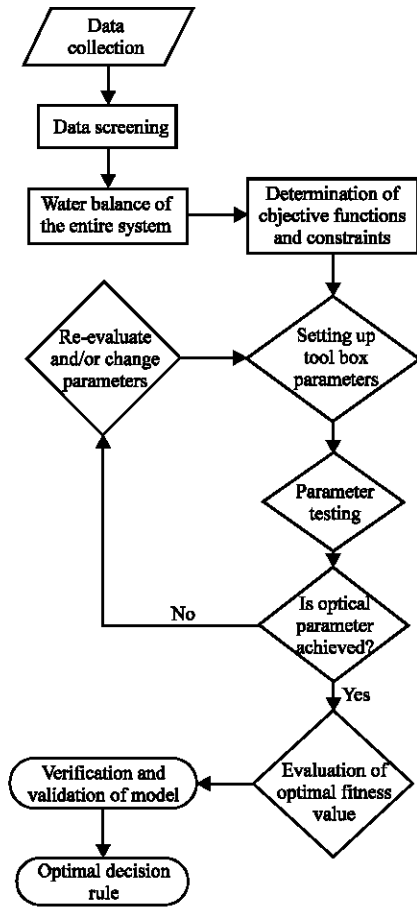 Data
collection
Data screening
Water balance of
the entire system
Determination of
cbjective functions
and constraints
Re-evaluate
and/or change
parameters
Setting up
tool box
parameters
Parameter
testing
Is optical
parameter
achieved?
No
Yes
Evaluation of
optimal fitness
value
Verification and
validation of model
Optimal decision
rule